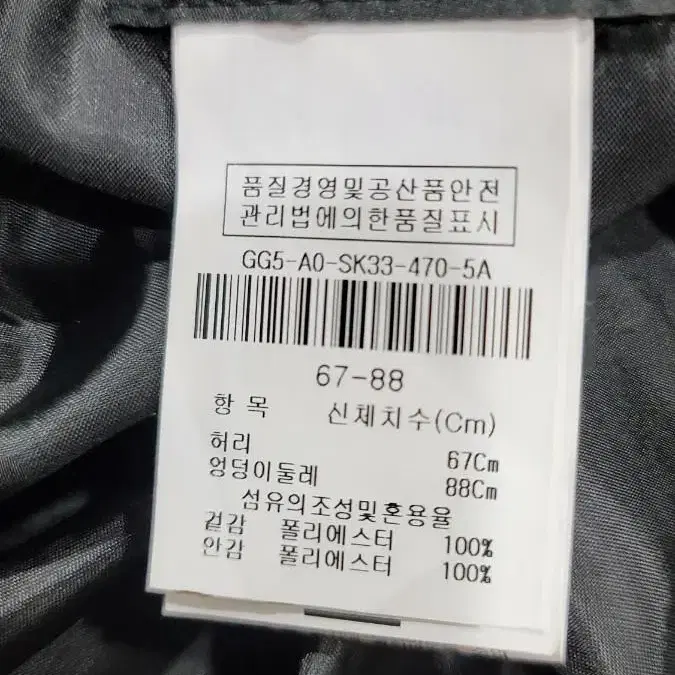 품질경영및공산품안전
관리법에의한품질표시
GG5-A0-SK33-470-5A
67-88
항 목 신체치수(Cm)
허리 67Cm
엉덩이둘레 88Cm
섬유의조성및혼용율
겉감 폴리에스터 100%
안감 폴리에스터 100%